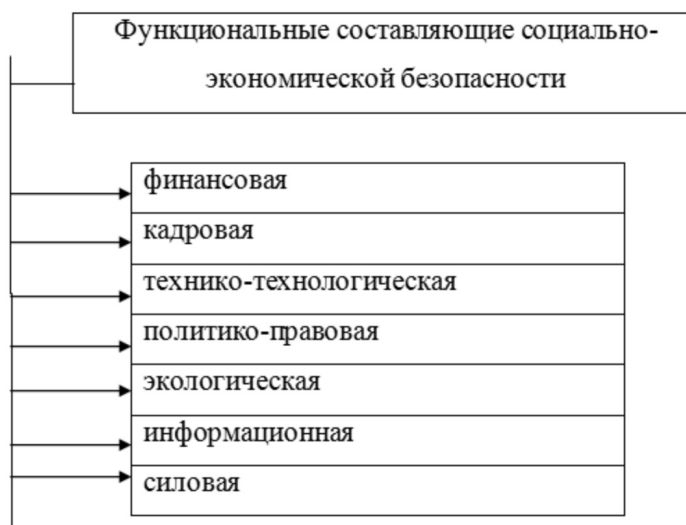 Функциональные составляющие социально-
экономической безопасности
финансовая
кадровая
технико-технологическая
политико-правовая
экологическая
информационная
силовая